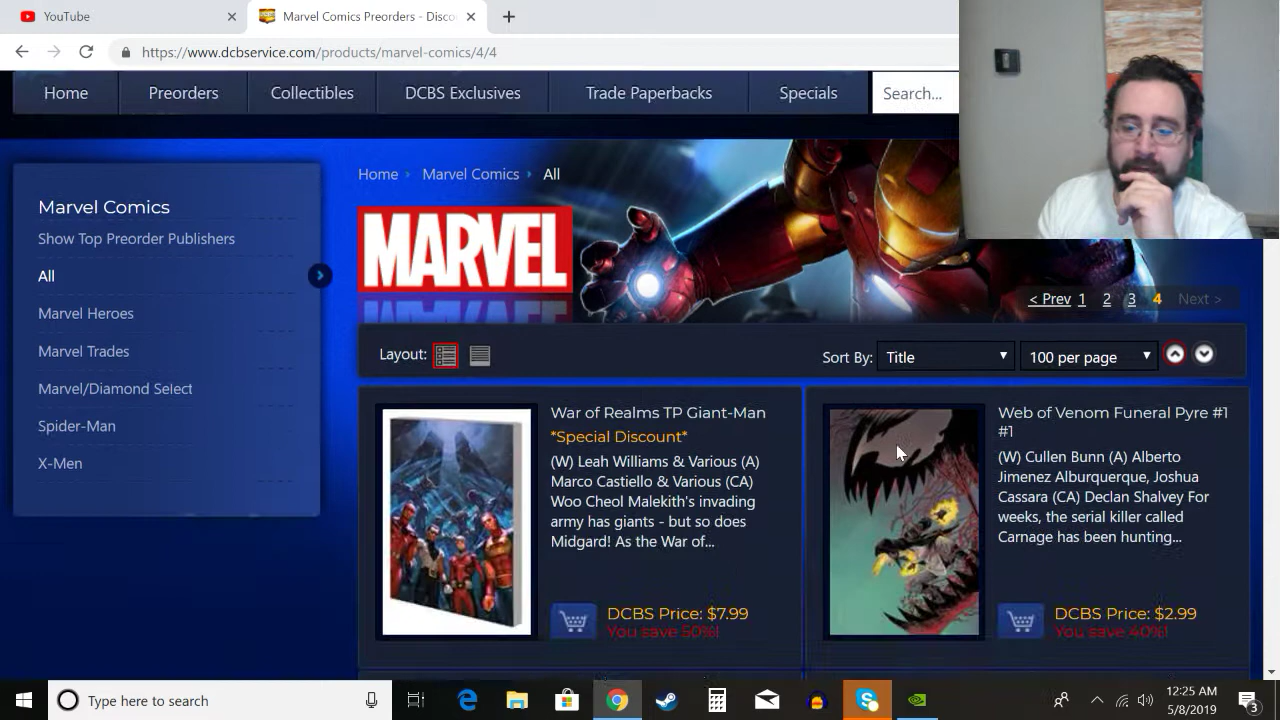 YouTube
Marvel Comics Preorders - Disco
https://www.dcbservice.com/products/marvel-comics/4/4
Home
Preorders
Collectibles
DCBS Exclusives
Trade Paperbacks
Specials
Search...
Marvel Comics
Show Top Preorder Publishers
All
Marvel Heroes
Marvel Trades
Marvel/Diamond Select
Spider-Man
X-Men
Home
Marvel Comics
All
MARVEL
< Prev 1 2 3 4 Next >
Layout:
Sort By:
Title
100 per page
War of Realms TP Giant-Man
*Special Discount*
(W) Leah Williams & Various (A)
Marco Castiello & Various (CA)
Woo Cheol Malekith's invading
army has giants - but so does
Midgard! As the War of...
DCBS Price: $7.99
You save 50%!
Web of Venom Funeral Pyre #1
#1
(W) Cullen Bunn (A) Alberto
Jimenez Alburquerque, Joshua
Cassara (CA) Declan Shalvey For
weeks, the serial killer called
Carnage has been hunting...
DCBS Price: $2.99
You save 40%!
Type here to search
12:25 AM
5/8/2019
3